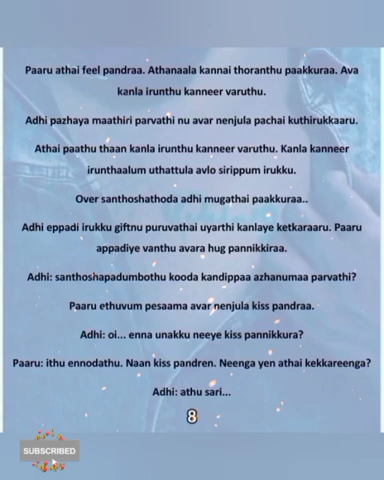 Paaru athai feel pandraa. Athanaala kannai thoranthu paakkuraa. Ava
kanla irunthu kanneer varuthu.
Adhi pazhaya maathiri parvathi nu avar nenjula pachai kuthirukkaaru.
Athai paathu thaan kanla irunthu kanneer varuthu. Kanla kanneer
irunthaalum uthattula avlo sirippum irukku.
Over santhoshathoda adhi mugathai paakkuraa..
Adhi eppadi irukku giftnu puruvathai uyarthi kanlaye ketkaraaru. Paaru
appadiye vanthu avara hug pannikkiraa.
Adhi: santhoshapadumbothu kooda kandippaa azhanumaa parvathi?
Paaru ethuvum pesaama avar nenjula kiss pandraa.
Adhi: oi... enna unakku neeye kiss pannikkura?
Paaru: ithu ennodathu. Naan kiss pandren. Neenga yen athai kekkareenga?
Adhi: athu sari...
8
SUBSCRIBED